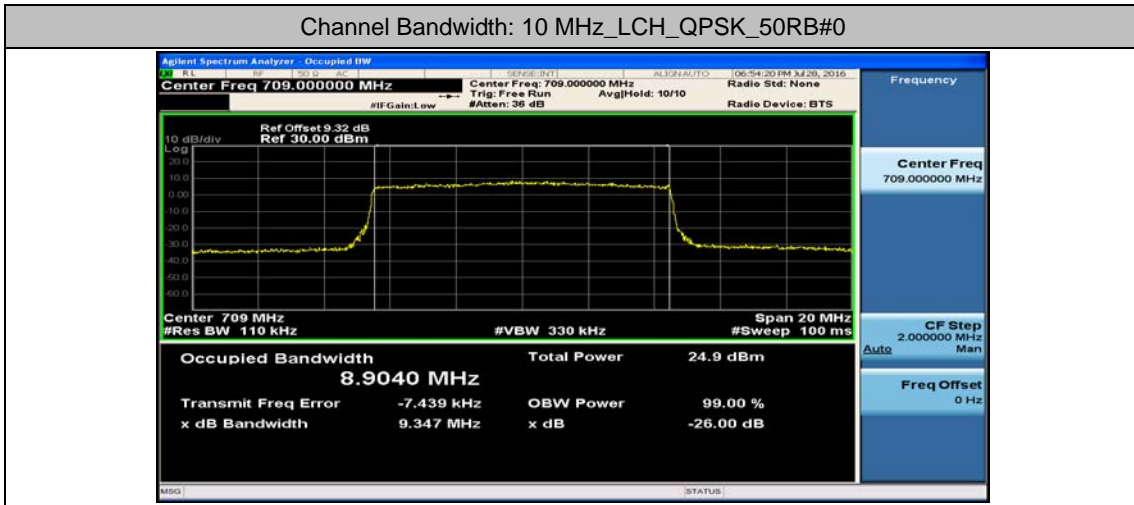 Channel Bandwidth: 10 MHz_LCH_QPSK_50RB#0
Agilent Spectrum Analyzer - Occupied BW
LXI RL RF 50 Ω AC SENSE:INT ALIGN AUTO 06:54:20 PM Jul 28, 2016
Center Freq 709.000000 MHz
Center Freq: 709.000000 MHz
Radio Std: None
Trig: Free Run Avg|Hold: 10/10
#IFGain:Low #Atten: 36 dB Radio Device: BTS
Frequency
Ref Offset 9.32 dB
10 dB/div Ref 30.00 dBm
Log
20.0
10.0
0.00
-10.0
-20.0
-30.0
-40.0
-50.0
-60.0
Center Freq
709.000000 MHz
Center 709 MHz Span 20 MHz
#Res BW 110 kHz #VBW 330 kHz #Sweep 100 ms
CF Step
2.000000 MHz
Auto Man
Occupied Bandwidth Total Power 24.9 dBm
8.9040 MHz
Freq Offset
0 Hz
Transmit Freq Error -7.439 kHz OBW Power 99.00 %
x dB Bandwidth 9.347 MHz x dB -26.00 dB
MSG STATUS